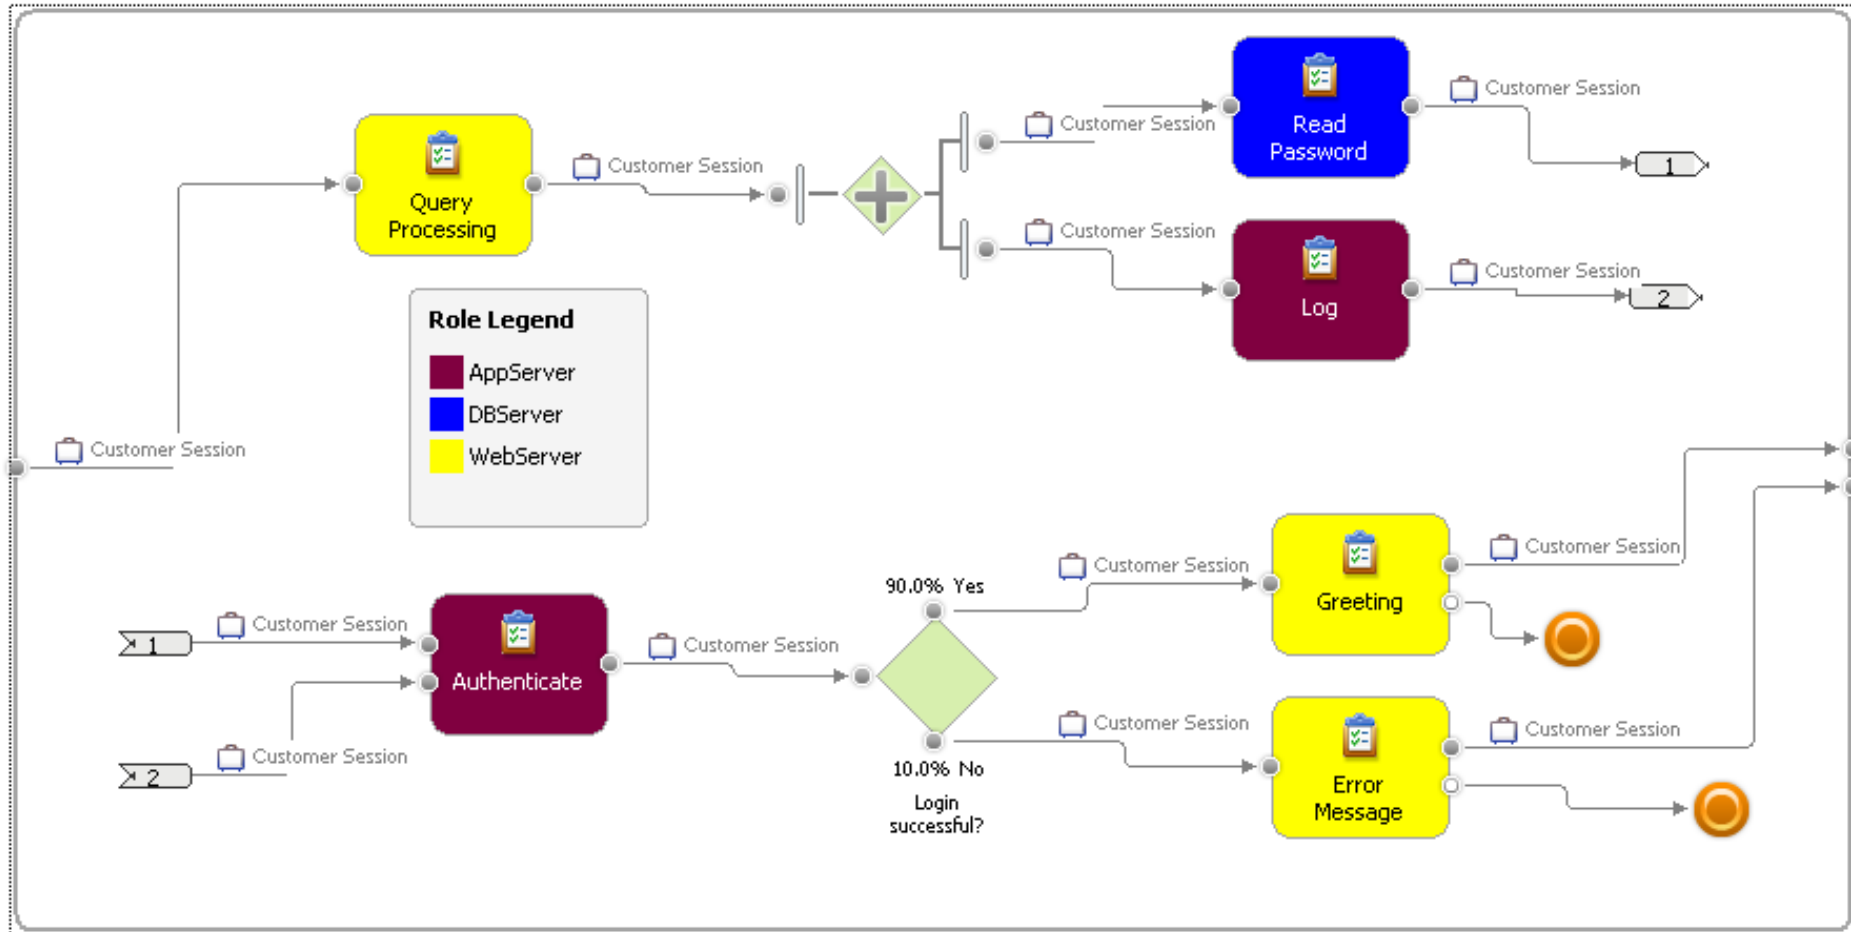 Customer Session
Query
Processing
Customer Session
Customer Session
Read
Password
Customer Session
1
Customer Session
Log
Customer Session
2
Role Legend
AppServer
DBServer
WebServer
1
Customer Session
2
Customer Session
Authenticate
Customer Session
90.0% Yes
10.0% No
Login
successful?
Customer Session
Greeting
Customer Session
Customer Session
Error
Message
Customer Session